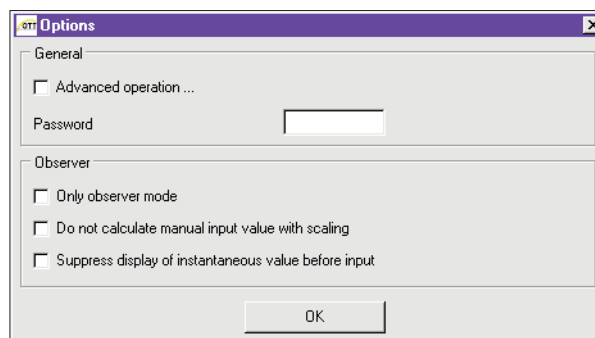 OTT Options
General
Advanced operation ...
Password
Observer
Only observer mode
Do not calculate manual input value with scaling
Suppress display of instantaneous value before input
OK